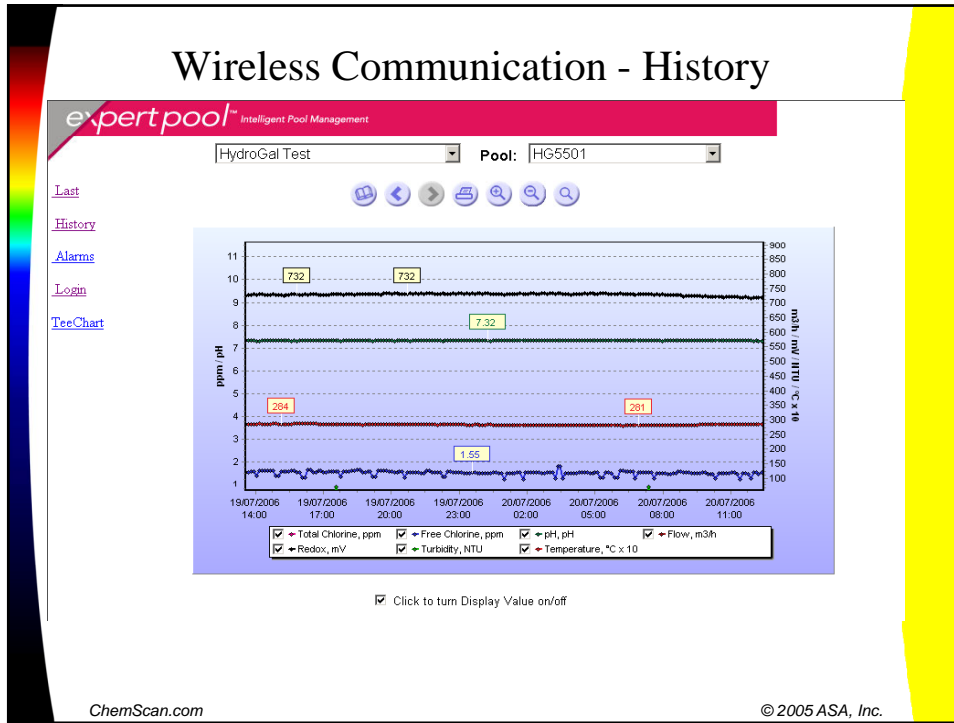 Wireless Communication - History
expertpool™ Intelligent Pool Management
HydroGal Test Pool: HG5501
Last
History
Alarms
Login
TeeChart
11
10
9
8
7
6
5
4
3
2
1
ppm / pH
900
850
800
750
700
650
600
550
500
450
400
350
300
250
200
150
100
m3/h / mV / NTU / °C x 10
732 732
7.32
284 281
1.55
19/07/2006 19/07/2006 19/07/2006 19/07/2006 20/07/2006 20/07/2006 20/07/2006 20/07/2006
14:00 17:00 20:00 23:00 02:00 05:00 08:00 11:00
Total Chlorine, ppm Free Chlorine, ppm pH, pH Flow, m3/h
Redox, mV Turbidity, NTU Temperature, °C x 10
Click to turn Display Value on/off
ChemScan.com © 2005 ASA, Inc.